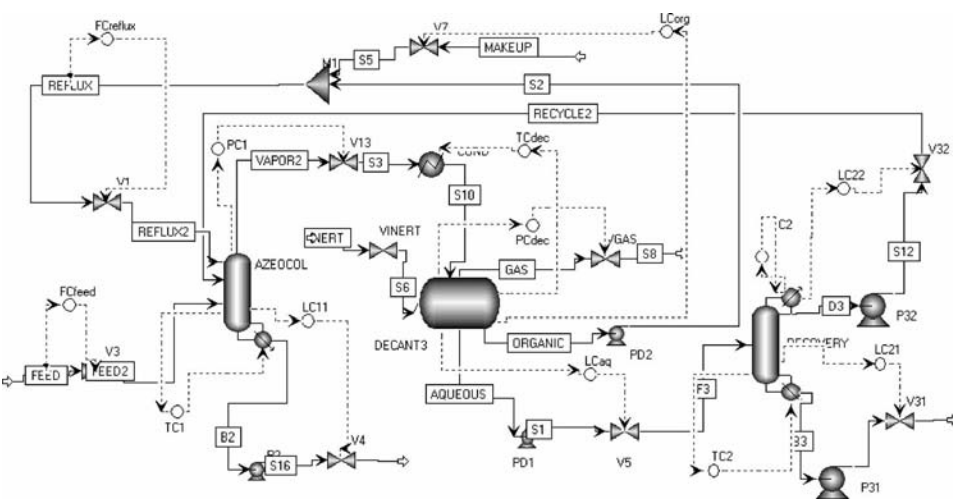 FCreflux
V7
LCorg
S5
MAKEUP
REFLUX
S2
RECYCLE2
PC1
V13
TCdec
V32
VAPOR2
S3
LC22
V1
S10
REFLUX2
PCdec
C2
VINERT
S12
AZEOCOL
GAS
S8
FCfeed
S6
LC11
D3
P32
V3
DECANT3
ORGANIC
PD2
FEED
LCaq
LC21
AQUEOUS
F3
V31
TC1
B2
V4
S1
S16
PD1
V5
TC2
P31